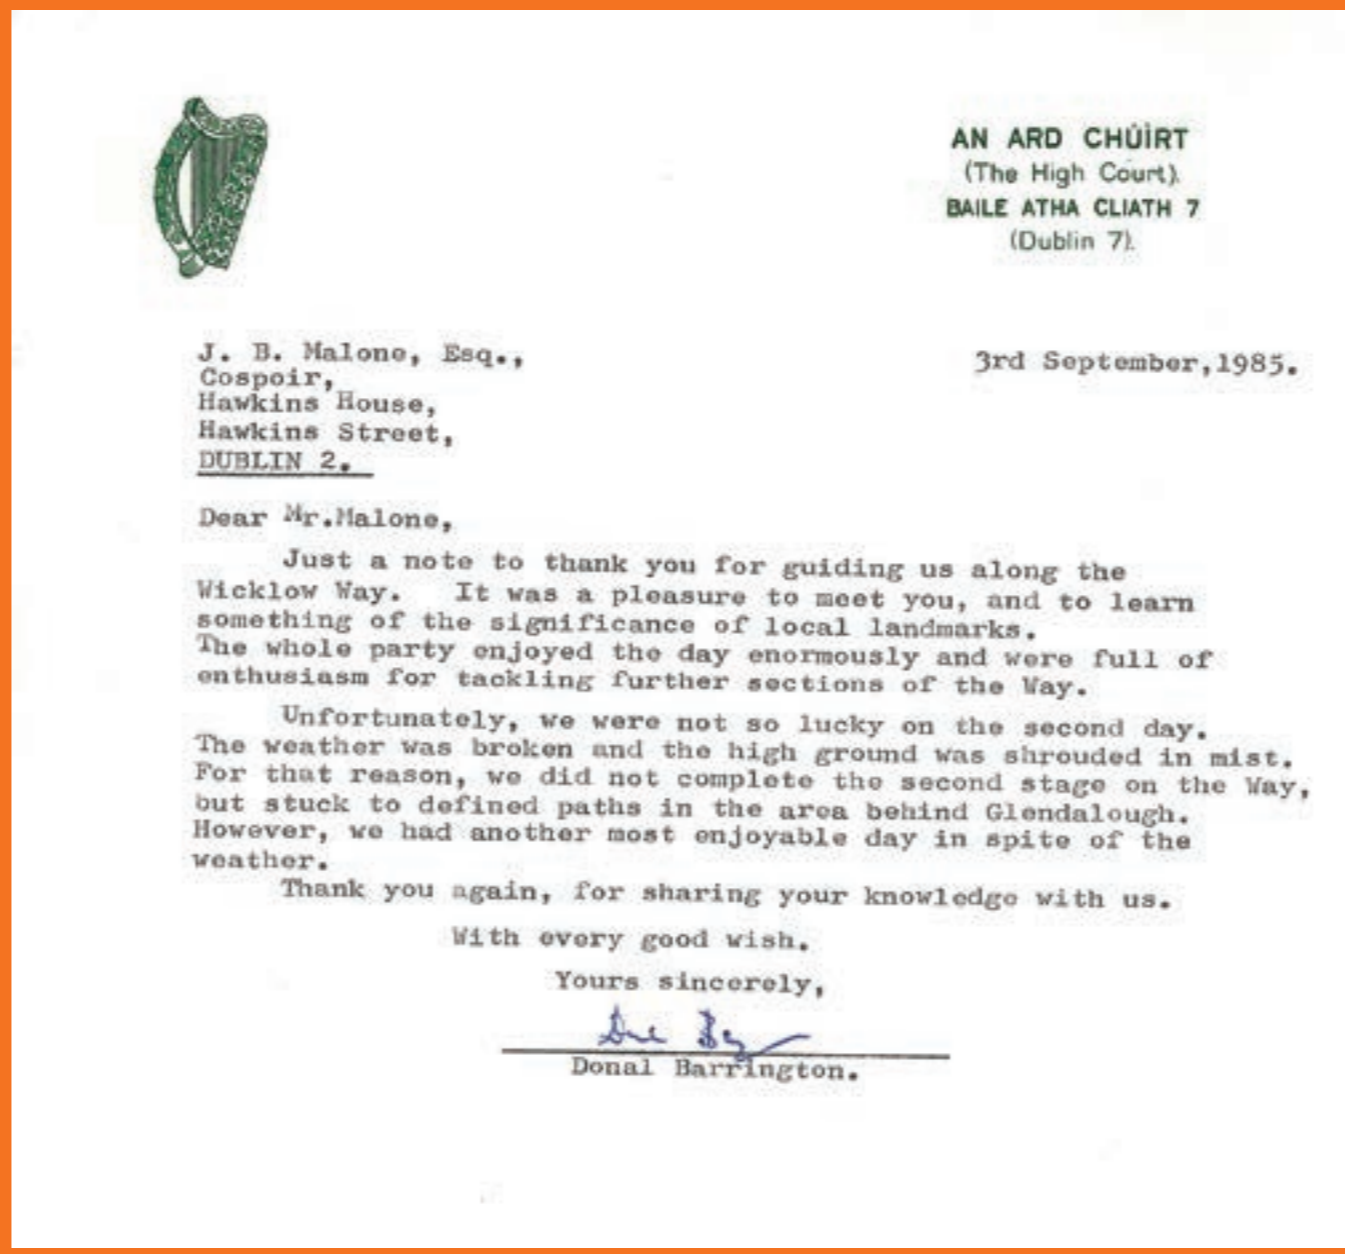 AN ARD CHÚIRT
(The High Court).
BAILE ATHA CLIATH 7
(Dublin 7).
J. B. Malone, Esq.,
Cospoir,
Hawkins House,
Hawkins Street,
DUBLIN 2.
3rd September,1985.
Dear Mr.Malone,
Just a note to thank you for guiding us along the
Wicklow Way. It was a pleasure to meet you, and to learn
something of the significance of local landmarks.
The whole party enjoyed the day enormously and were full of
enthusiasm for tackling further sections of the Way.
Unfortunately, we were not so lucky on the second day.
The weather was broken and the high ground was shrouded in mist.
For that reason, we did not complete the second stage on the Way,
but stuck to defined paths in the area behind Glendalough.
However, we had another most enjoyable day in spite of the
weather.
Thank you again, for sharing your knowledge with us.
With every good wish.
Yours sincerely,
Donal Barrington.